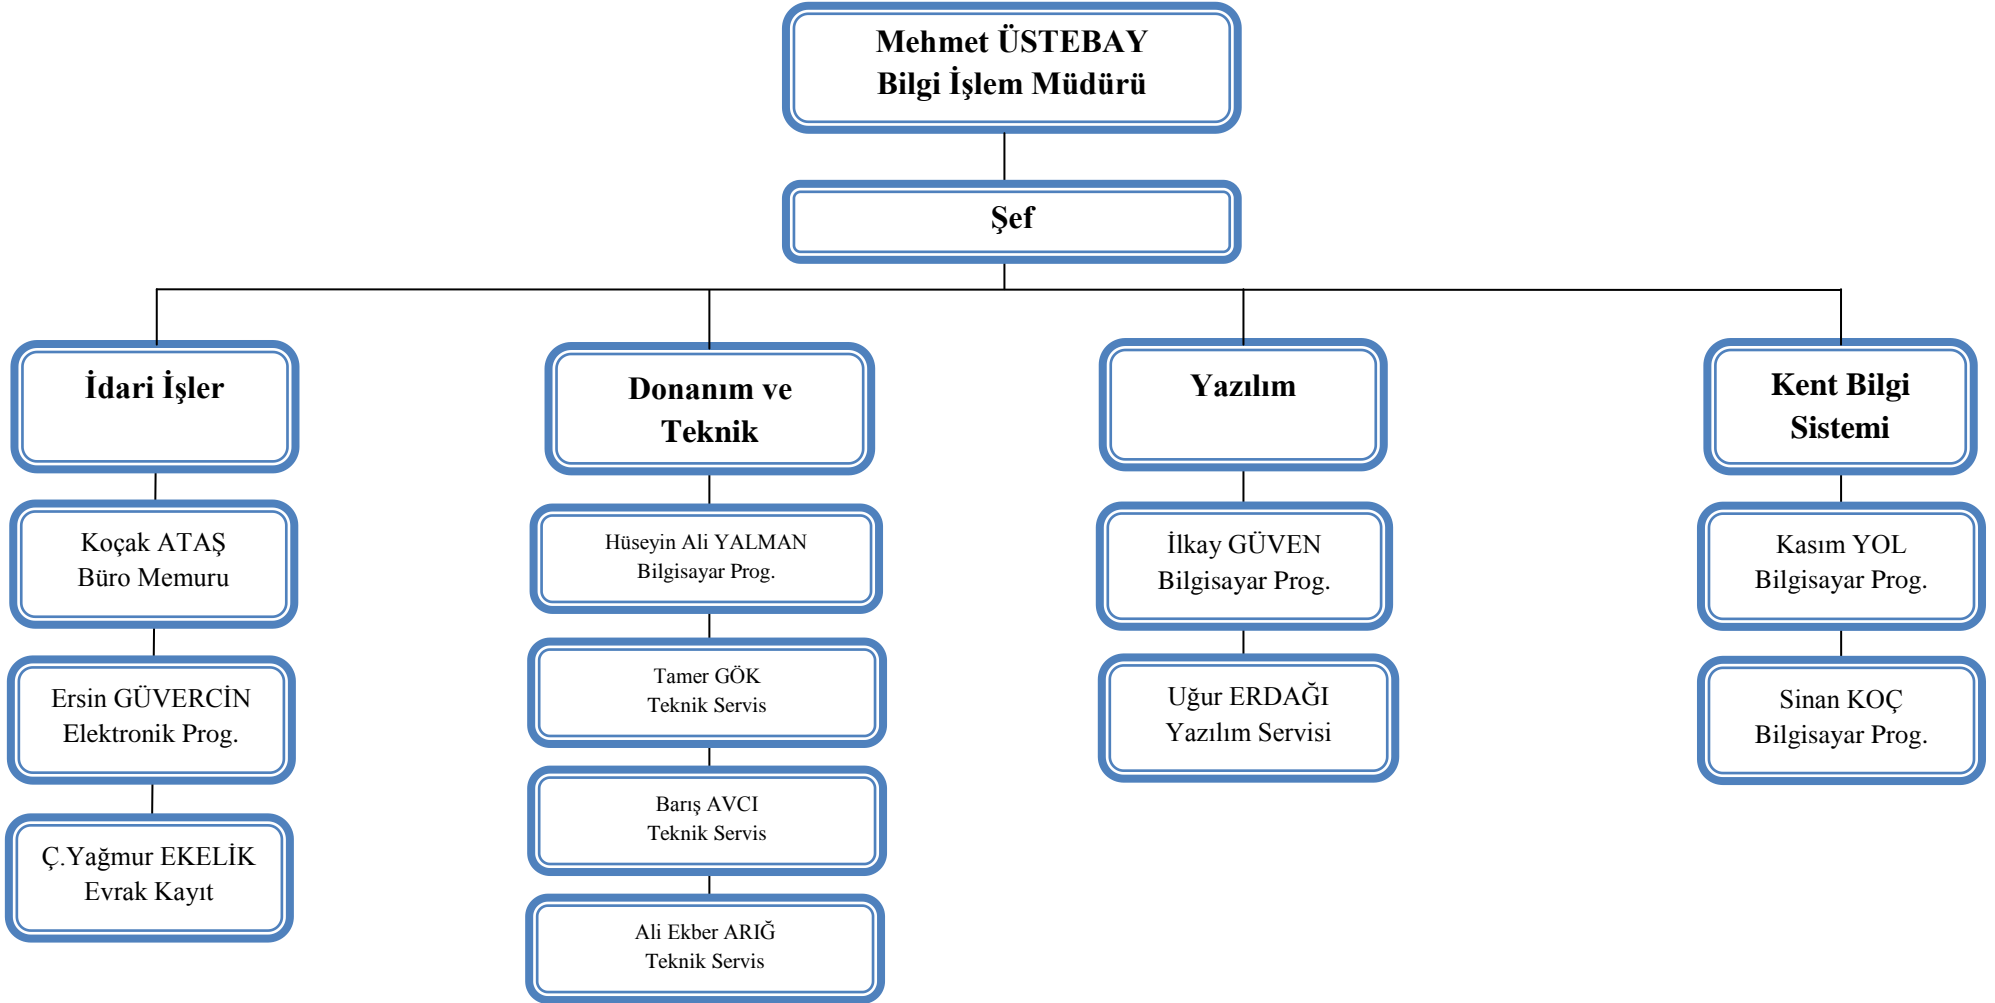 Mehmet ÜSTEBAY
Bilgi İşlem Müdürü
Şef
İdari İşler
Koçak ATAŞ
Büro Memuru
Ersin GÜVERCİN
Elektronik Prog.
Ç.Yağmur EKELİK
Evrak Kayıt
Donanım ve
Teknik
Hüseyin Ali YALMAN
Bilgisayar Prog.
Tamer GÖK
Teknik Servis
Barış AVCI
Teknik Servis
Ali Ekber ARIĞ
Teknik Servis
Yazılım
İlkay GÜVEN
Bilgisayar Prog.
Uğur ERDAĞI
Yazılım Servisi
Kent Bilgi
Sistemi
Kasım YOL
Bilgisayar Prog.
Sinan KOÇ
Bilgisayar Prog.